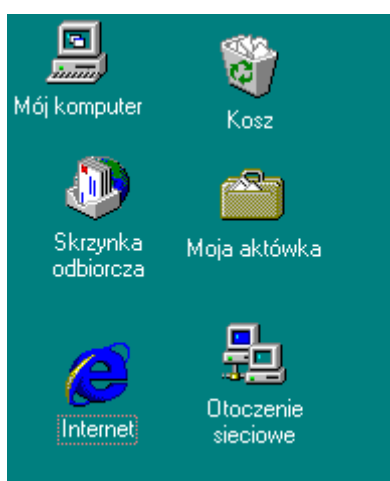 Mój komputer
Kosz
Skrzynka
odbiorcza
Moja aktówka
Internet
Otoczenie
sieciowe